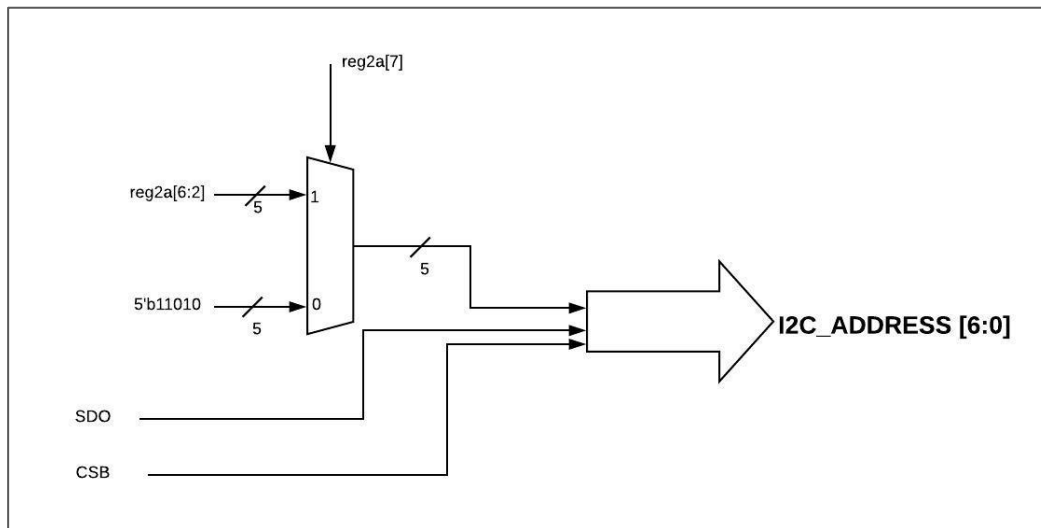 reg2a[7]
reg2a[6:2]
5
1
5
5'b11010
5
0
I2C_ADDRESS [6:0]
SDO
CSB